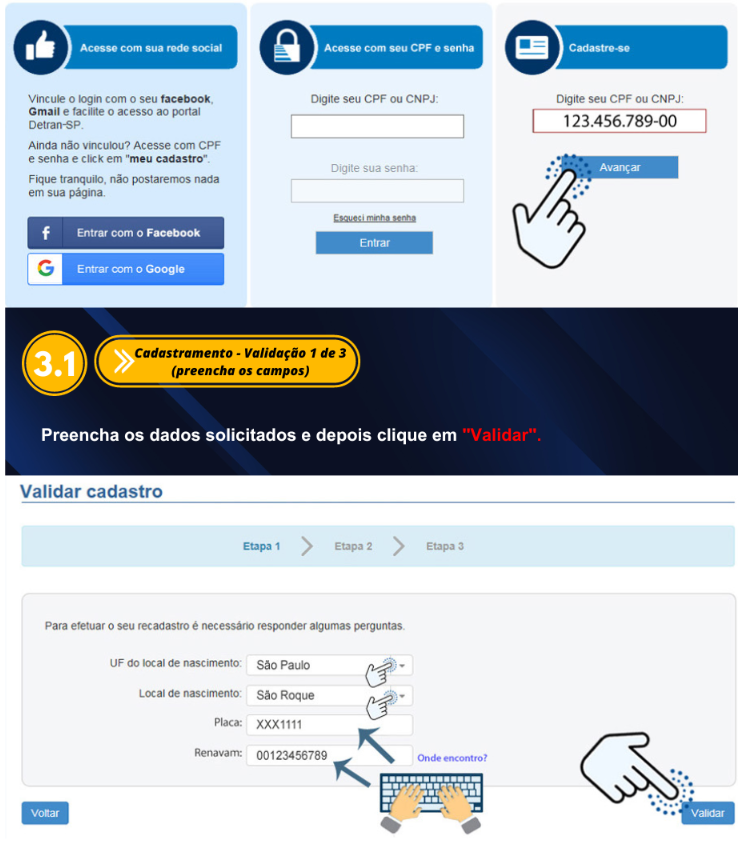 Acesse com sua rede social
Vincule o login com o seu facebook,
Gmail e facilite o acesso ao portal
Detran-SP.
Ainda não vinculou? Acesse com CPF
e senha e click em "meu cadastro".
Fique tranquilo, não postaremos nada
em sua página.
f Entrar com o Facebook
G Entrar com o Google
Acesse com seu CPF e senha
Digite seu CPF ou CNPJ:
Digite sua senha:
Esqueci minha senha
Entrar
Cadastre-se
Digite seu CPF ou CNPJ:
123.456.789-00
Avançar
3.1
Cadastramento - Validação 1 de 3
(preencha os campos)
Preencha os dados solicitados e depois clique em "Validar".
Validar cadastro
Etapa 1 Etapa 2 Etapa 3
Para efetuar o seu recadastro é necessário responder algumas perguntas.
UF do local de nascimento: São Paulo
Local de nascimento: São Roque
Placa: XXX1111
Renavam: 00123456789 Onde encontro?
Voltar Validar